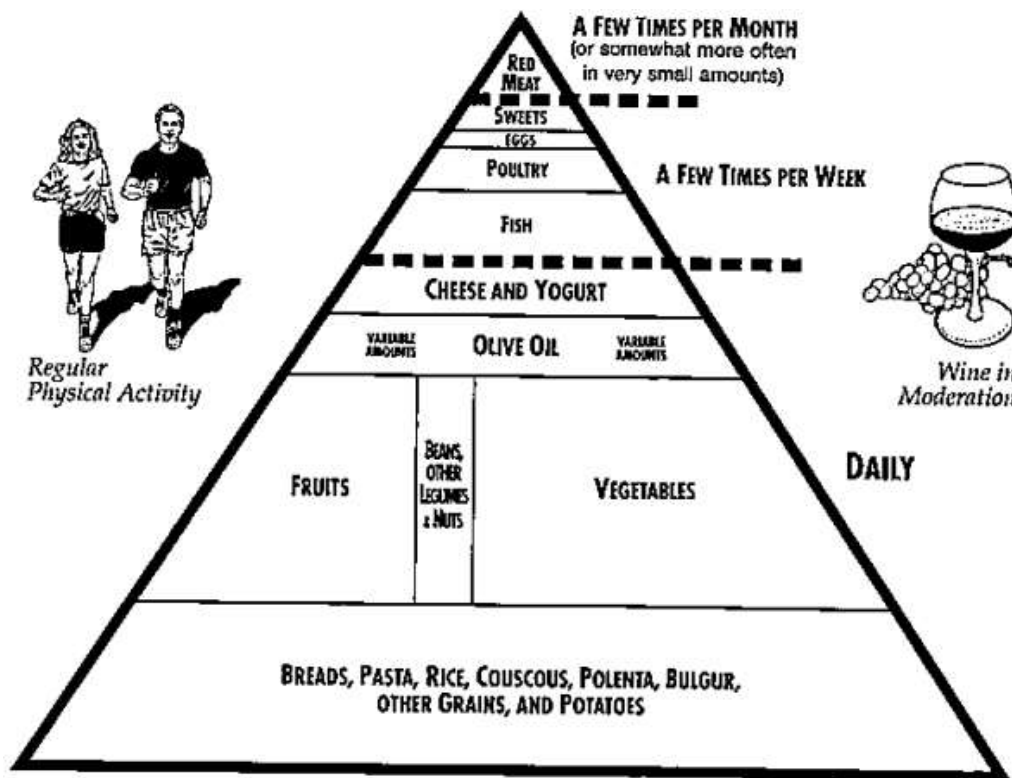 A FEW TIMES PER MONTH
(or somewhat more often
in very small amounts)
RED
MEAT
SWEETS
EGGS
POULTRY
A FEW TIMES PER WEEK
FISH
CHEESE AND YOGURT
VARIABLE
AMOUNTS
OLIVE OIL
VARIABLE
AMOUNTS
Regular
Physical Activity
Wine in
Moderation
DAILY
FRUITS
BEANS,
OTHER
LEGUMES
& NUTS
VEGETABLES
BREADS, PASTA, RICE, COUSCOUS, POLENTA, BULGUR,
OTHER GRAINS, AND POTATOES